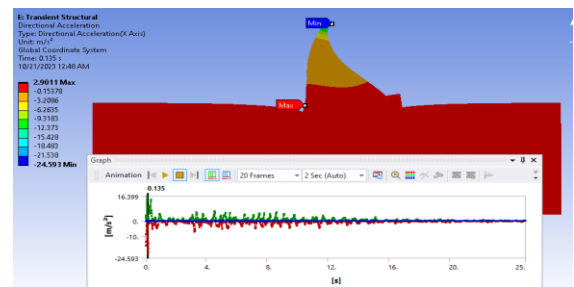 E: Transient Structural
Directional Acceleration
Type: Directional Acceleration(X Axis)
Unit: m/s²
Global Coordinate System
Time: 0.135 s
10/21/2023 12:48 AM
2.9011 Max
-0.15378
-3.2086
-6.2635
-9.3183
-12.373
-15.428
-18.483
-21.538
-24.593 Min
Min
Max
Graph
Animation 20 Frames 2 Sec (Auto)
0.135
16.399
0.
-10.
-24.593
[m/s²]
0. 4. 8. 12. 16. 20. 25.
[s]